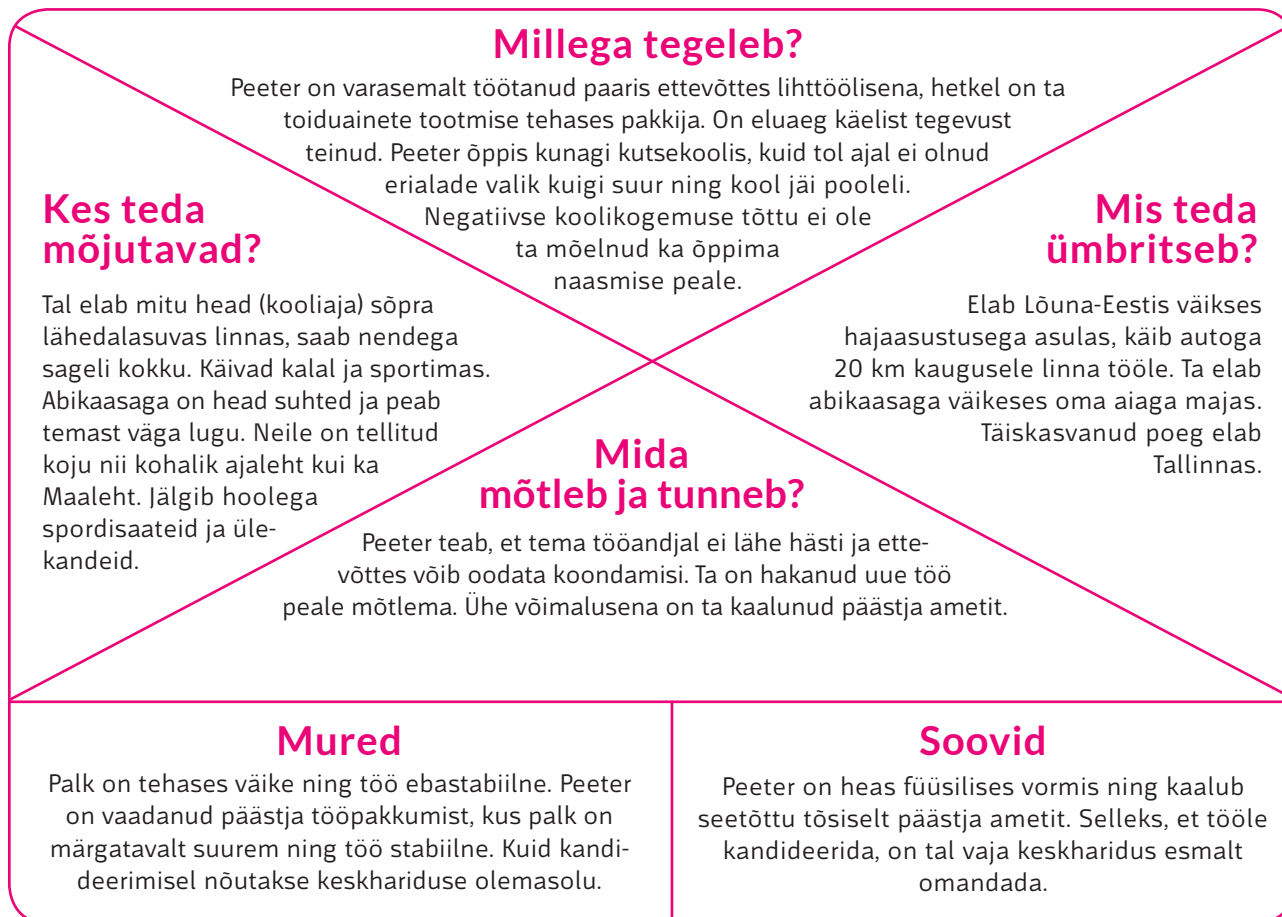 Millega tegeleb?
Peeter on varasemalt töötanud paaris ettevõttes lihttöölisena, hetkel on ta
toiduainete tootmise tehases pakkija. On eluaeg käelist tegevust
teinud. Peeter õppis kunagi kutsekoolis, kuid tol ajal ei olnud
erialade valik kuigi suur ning kool jäi pooleli.
Negatiivse koolikogemuse tõttu ei ole
ta mõelnud ka õppima
naasmise peale.
Kes teda
mõjutavad?
Tal elab mitu head (kooliaja) sõpra
lähedalasuvas linnas, saab nendega
sageli kokku. Käivad kalal ja sportimas.
Abikaasaga on head suhted ja peab
temast väga lugu. Neile on tellitud
koju nii kohalik ajaleht kui ka
Maaleht. Jälgib hoolega
spordisaateid ja üle-
kandeid.
Mis teda
ümbritseb?
Elab Lõuna-Eestis väikses
hajaasustusega asulas, käib autoga
20 km kaugusele linna tööle. Ta elab
abikaasaga väikeses oma aiaga majas.
Täiskasvanud poeg elab
Tallinnas.
Mida
mõtleb ja tunneb?
Peeter teab, et tema tööandjal ei lähe hästi ja ette-
võttes võib oodata koondamisi. Ta on hakanud uue töö
peale mõtlema. Ühe võimalusena on ta kaalunud päästja ametit.
Mured
Palk on tehases väike ning töö ebastabiilne. Peeter
on vaadanud päästja tööpakkumist, kus palk on
märgatavalt suurem ning töö stabiilne. Kuid kandi-
deerimisel nõutakse keskhariduse olemasolu.
Soovid
Peeter on heas füüsilises vormis ning kaalub
seetõttu tõsiselt päästja ametit. Selleks, et tööle
kandideerida, on tal vaja keskharidus esmalt
omandada.